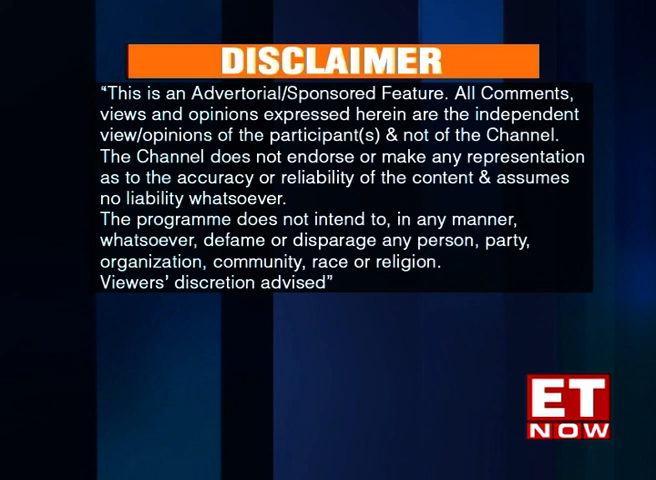 DISCLAIMER
“This is an Advertorial/Sponsored Feature. All Comments,
views and opinions expressed herein are the independent
view/opinions of the participant(s) & not of the Channel.
The Channel does not endorse or make any representation
as to the accuracy or reliability of the content & assumes
no liability whatsoever.
The programme does not intend to, in any manner,
whatsoever, defame or disparage any person, party,
organization, community, race or religion.
Viewers’ discretion advised”
ET
NOW